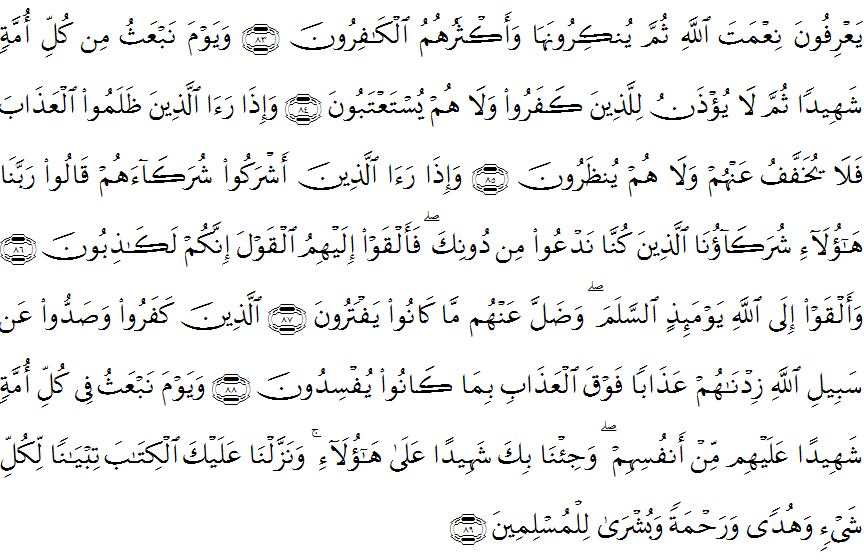 يَعْرِفُونَ نِعْمَتَ ٱللَّهِ ثُمَّ يُنكِرُونَهَا وَأَكْثَرُهُمُ ٱلْكَـٰفِرُونَ ﴿٨٣﴾ وَيَوْمَ نَبْعَثُ مِن كُلِّ أُمَّةٍ
شَهِيدًا ثُمَّ لَا يُؤْذَنُ لِلَّذِينَ كَفَرُوا۟ وَلَا هُمْ يُسْتَعْتَبُونَ ﴿٨٤﴾ وَإِذَا رَءَا ٱلَّذِينَ ظَلَمُوا۟ ٱلْعَذَابَ
فَلَا يُخَفَّفُ عَنْهُمْ وَلَا هُمْ يُنظَرُونَ ﴿٨٥﴾ وَإِذَا رَءَا ٱلَّذِينَ أَشْرَكُوا۟ شُرَكَآءَهُمْ قَالُوا۟ رَبَّنَا
هَـٰٓؤُلَآءِ شُرَكَآؤُنَا ٱلَّذِينَ كُنَّا نَدْعُوا۟ مِن دُونِكَ ۖ فَأَلْقَوْا۟ إِلَيْهِمُ ٱلْقَوْلَ إِنَّكُمْ لَكَـٰذِبُونَ ﴿٨٦﴾
وَأَلْقَوْا۟ إِلَى ٱللَّهِ يَوْمَئِذٍ ٱلسَّلَمَ ۖ وَضَلَّ عَنْهُم مَّا كَانُوا۟ يَفْتَرُونَ ﴿٨٧﴾ ٱلَّذِينَ كَفَرُوا۟ وَصَدُّوا۟ عَن
سَبِيلِ ٱللَّهِ زِدْنَـٰهُمْ عَذَابًا فَوْقَ ٱلْعَذَابِ بِمَا كَانُوا۟ يُفْسِدُونَ ﴿٨٨﴾ وَيَوْمَ نَبْعَثُ فِى كُلِّ أُمَّةٍ
شَهِيدًا عَلَيْهِم مِّنْ أَنفُسِهِمْ ۖ وَجِئْنَا بِكَ شَهِيدًا عَلَىٰ هَـٰٓؤُلَآءِ ۚ وَنَزَّلْنَا عَلَيْكَ ٱلْكِتَـٰبَ تِبْيَـٰنًا لِّكُلِّ
شَىْءٍ وَهُدًى وَرَحْمَةً وَبُشْرَىٰ لِلْمُسْلِمِينَ ﴿٨٩﴾